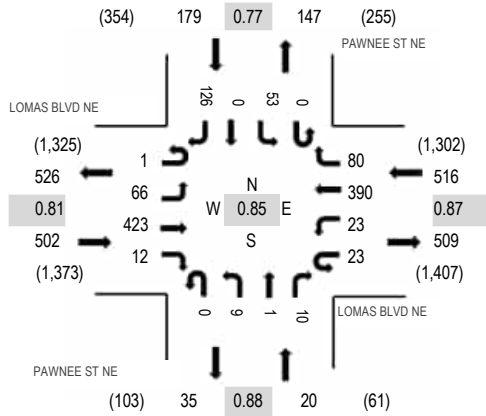 (354) 179 0.77 147 (255)
PAWNEE ST NE
126 0 53 0
LOMAS BLVD NE
(1,325) (1,302)
526 1 80 516
66 N 390
0.81 W 0.85 E 0.87
423 23
502 S 509
12 23
(1,373) (1,407)
0 9 1 10
LOMAS BLVD NE
PAWNEE ST NE
(103) 35 0.88 20 (61)